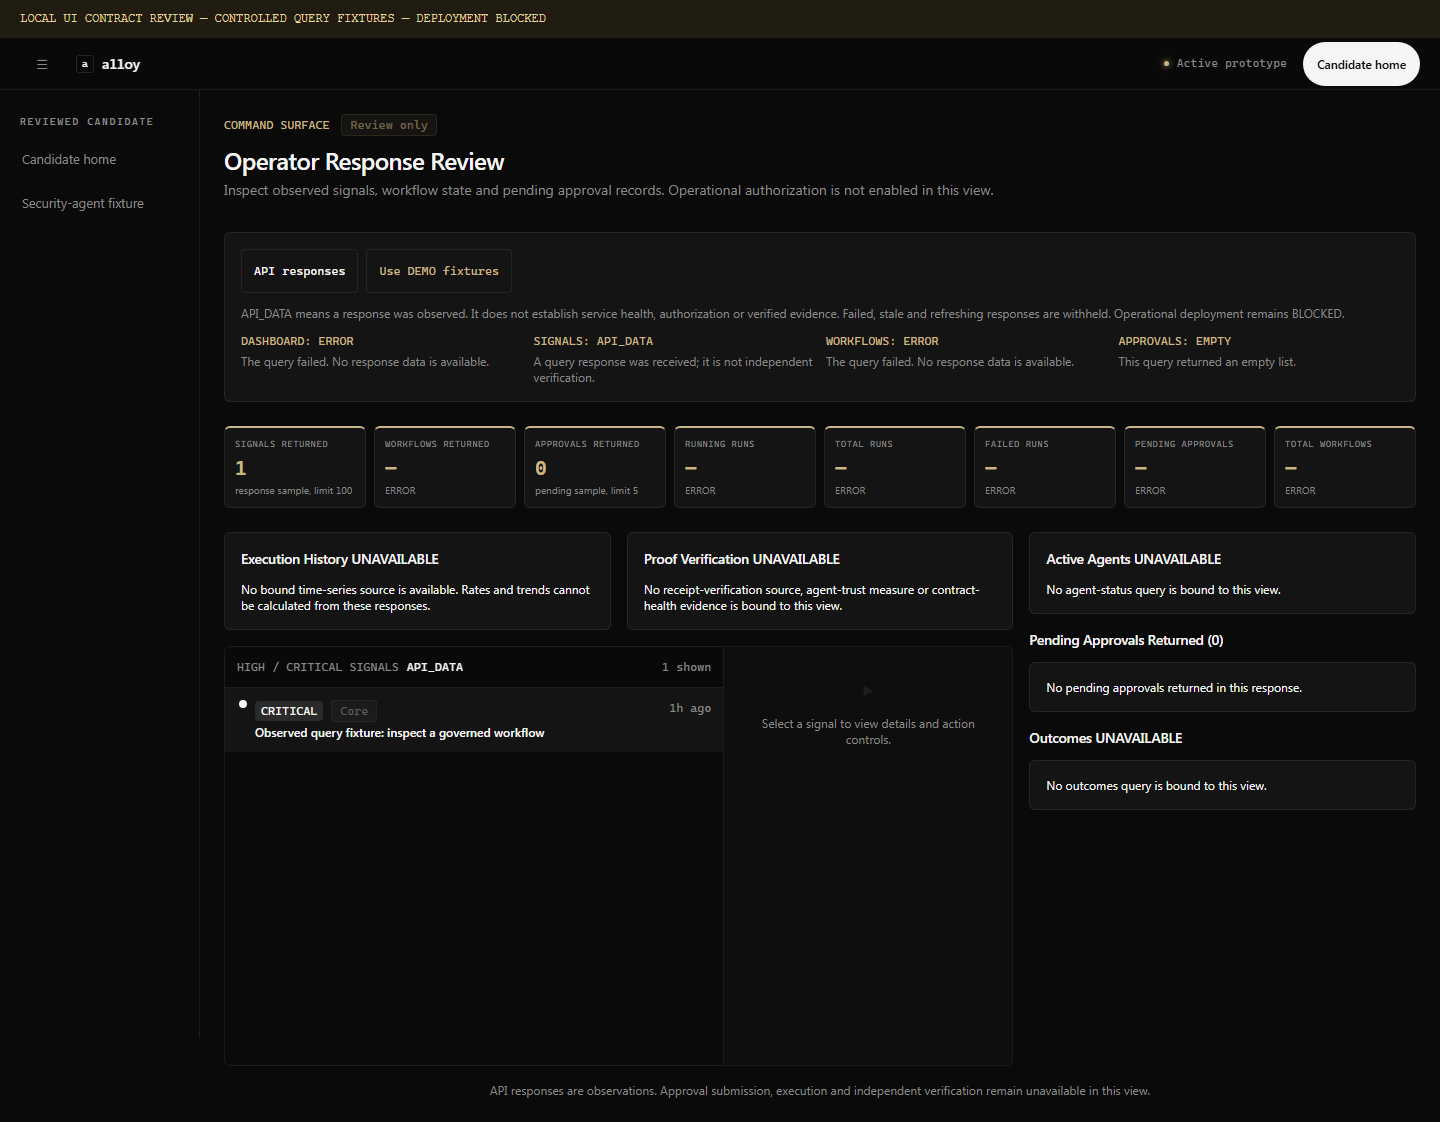 LOCAL UI CONTRACT REVIEW — CONTROLLED QUERY FIXTURES — DEPLOYMENT BLOCKED
☰ a a11oy
Active prototype
Candidate home
REVIEWED CANDIDATE
Candidate home
Security-agent fixture
COMMAND SURFACE Review only
Operator Response Review
Inspect observed signals, workflow state and pending approval records. Operational authorization is not enabled in this view.
API responses
Use DEMO fixtures
API_DATA means a response was observed. It does not establish service health, authorization or verified evidence. Failed, stale and refreshing responses are withheld. Operational deployment remains BLOCKED.
DASHBOARD: ERROR
The query failed. No response data is available.
SIGNALS: API_DATA
A query response was received; it is not independent
verification.
WORKFLOWS: ERROR
The query failed. No response data is available.
APPROVALS: EMPTY
This query returned an empty list.
SIGNALS RETURNED
1
response sample, limit 100
WORKFLOWS RETURNED
—
ERROR
APPROVALS RETURNED
0
pending sample, limit 5
RUNNING RUNS
—
ERROR
TOTAL RUNS
—
ERROR
FAILED RUNS
—
ERROR
PENDING APPROVALS
—
ERROR
TOTAL WORKFLOWS
—
ERROR
Execution History UNAVAILABLE
No bound time-series source is available. Rates and trends cannot
be calculated from these responses.
Proof Verification UNAVAILABLE
No receipt-verification source, agent-trust measure or contract-
health evidence is bound to this view.
Active Agents UNAVAILABLE
No agent-status query is bound to this view.
Pending Approvals Returned (0)
No pending approvals returned in this response.
Outcomes UNAVAILABLE
No outcomes query is bound to this view.
HIGH / CRITICAL SIGNALS API_DATA
1 shown
CRITICAL Core
1h ago
Observed query fixture: inspect a governed workflow
Select a signal to view details and action
controls.
API responses are observations. Approval submission, execution and independent verification remain unavailable in this view.